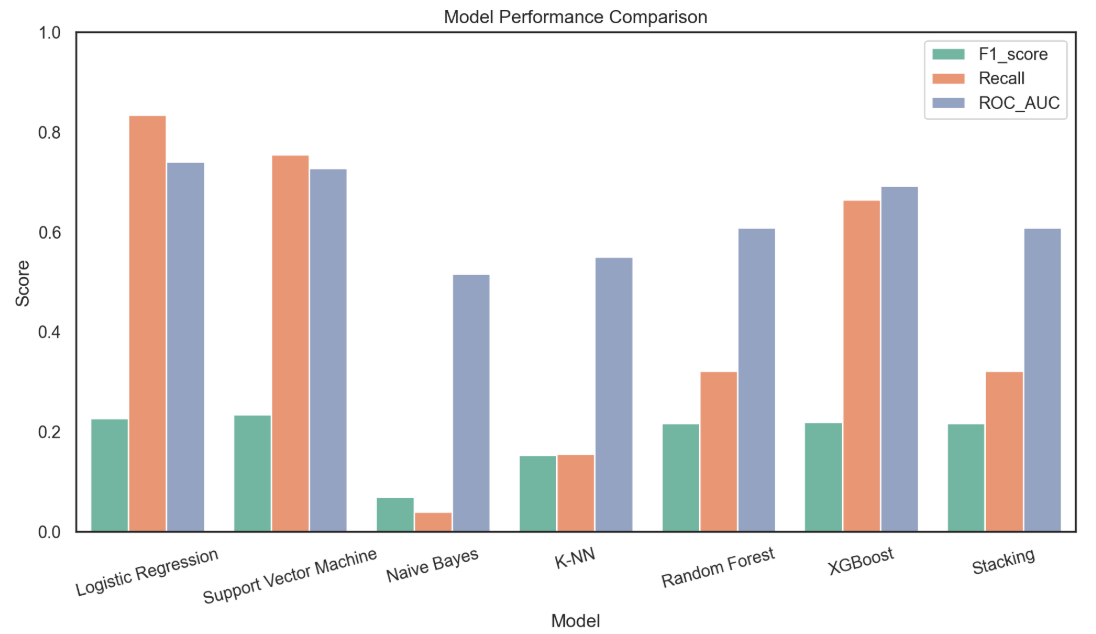 Model Performance Comparison
F1_score
Recall
ROC_AUC
1.0
0.8
0.6
0.4
0.2
0.0
Score
Logistic Regression
Support Vector Machine
Naive Bayes
K-NN
Random Forest
XGBoost
Stacking
Model